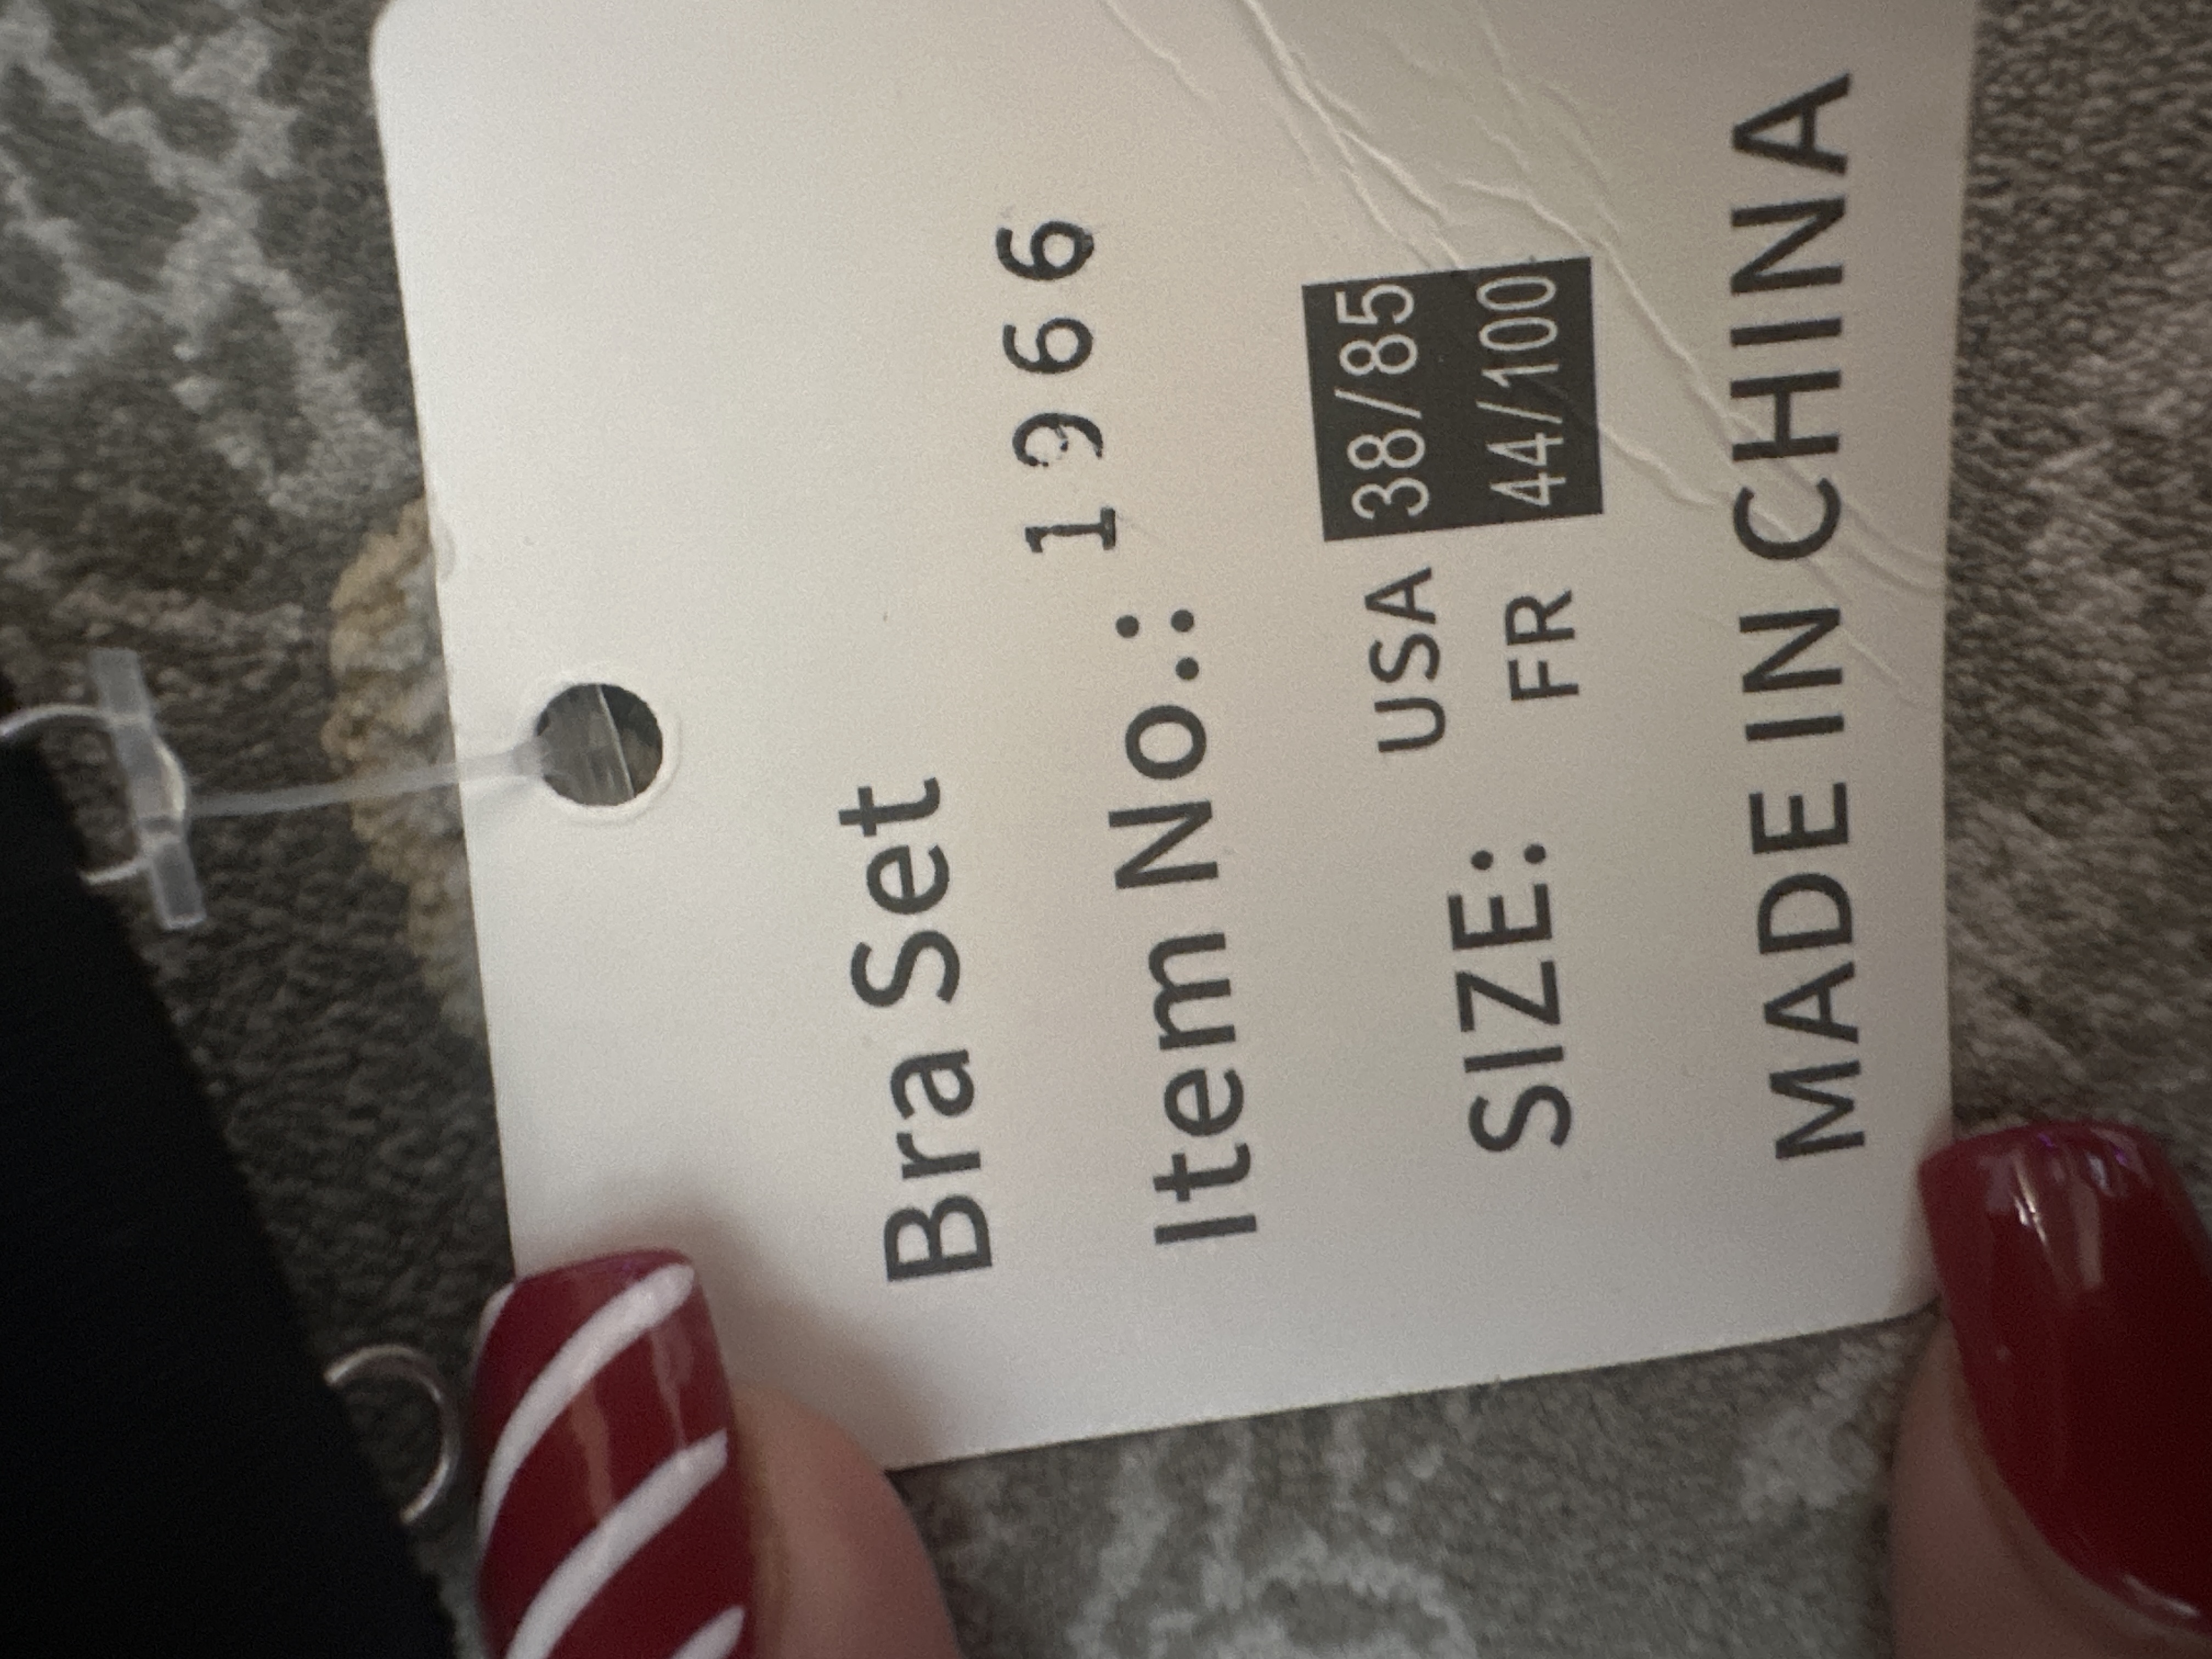 Bra Set
Item No.: 1966
SIZE: USA 38/85
FR 44/100
MADE IN CHINA